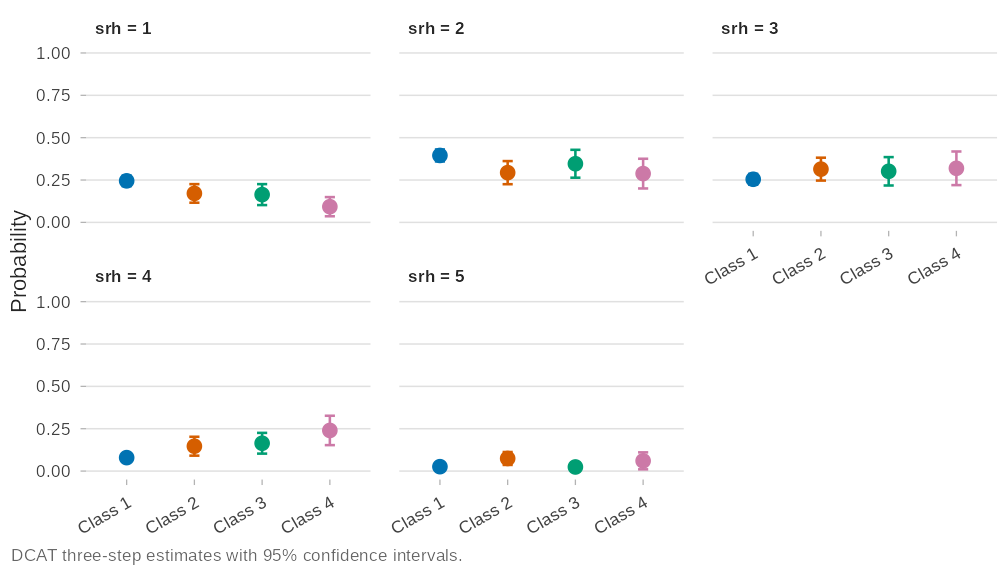 srh = 1
srh = 2
srh = 3
1.00
0.75
0.50
0.25
0.00
Class 1
Class 2
Class 3
Class 4
Probability
srh = 4
srh = 5
1.00
0.75
0.50
0.25
0.00
Class 1
Class 2
Class 3
Class 4
Class 1
Class 2
Class 3
Class 4
DCAT three-step estimates with 95% confidence intervals.